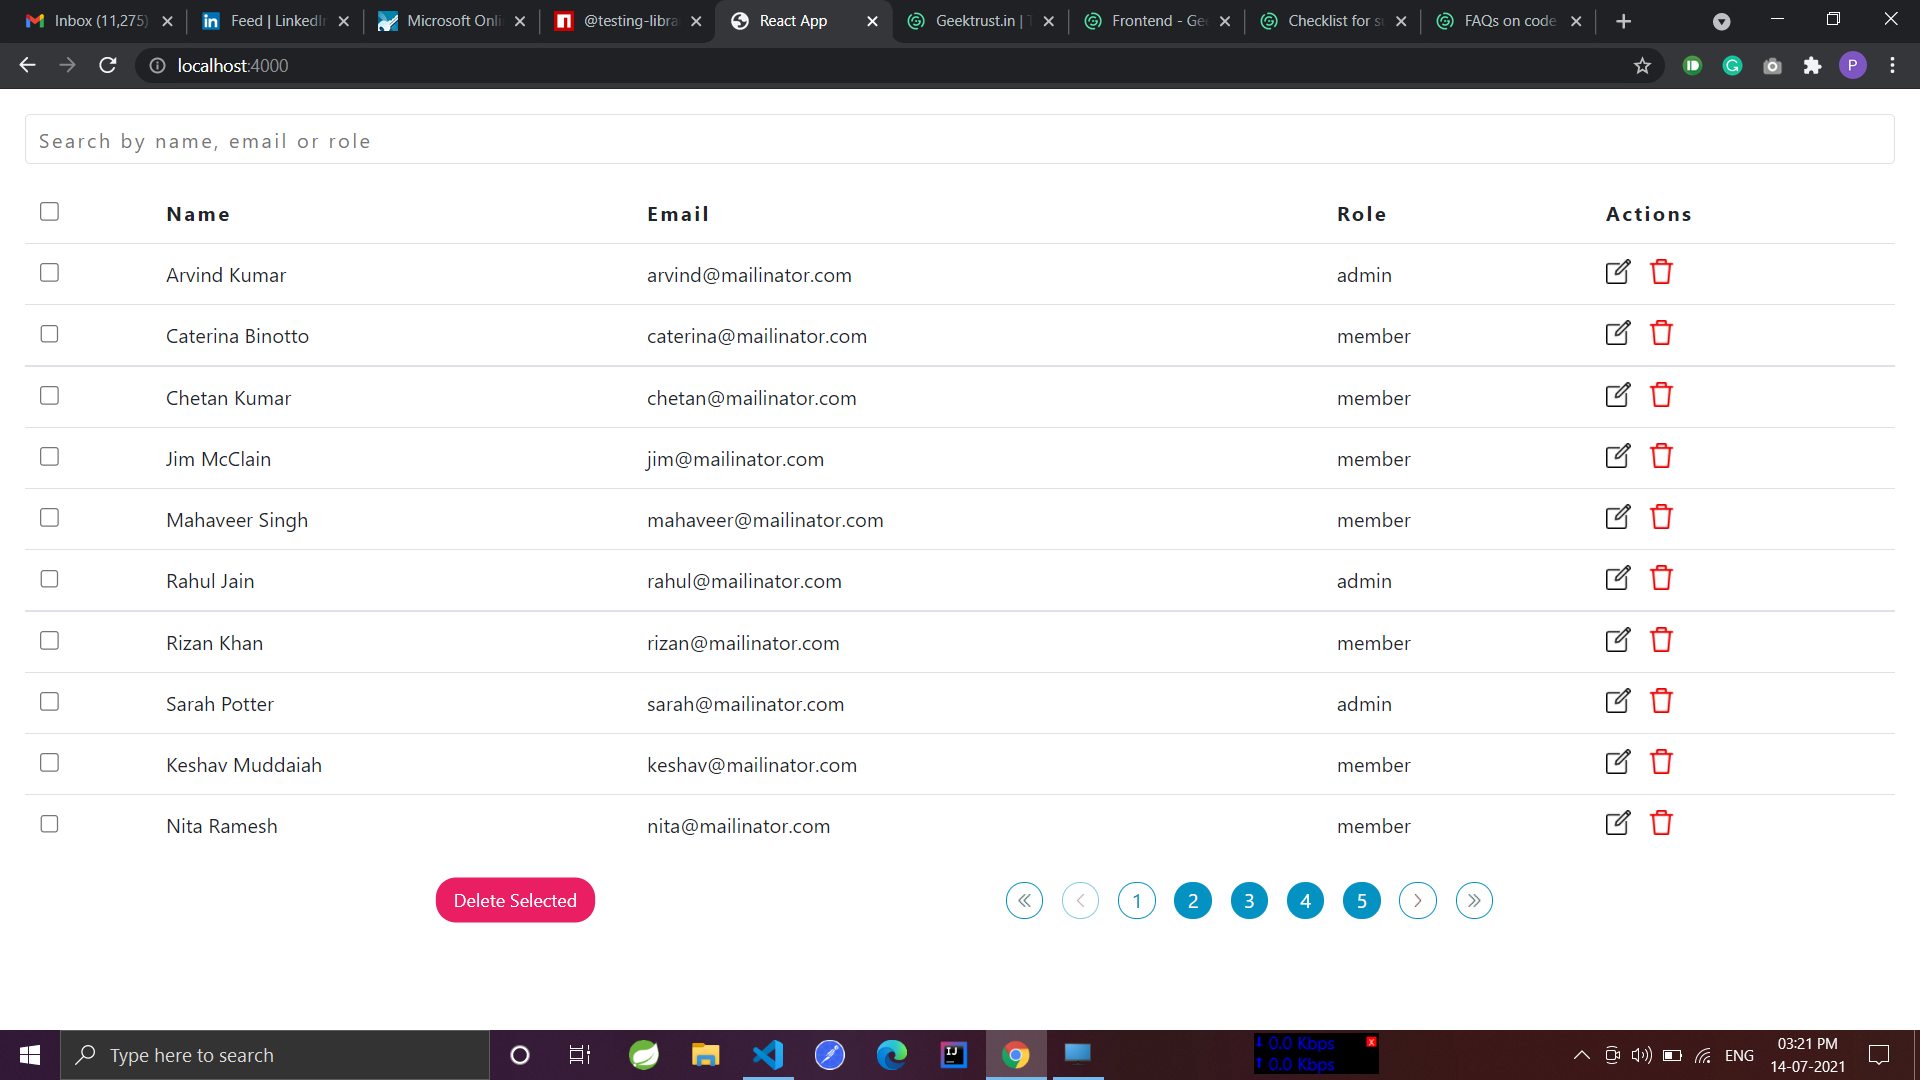 Inbox (11,275)
Feed | LinkedIn
Microsoft Onli
@testing-libra
React App
Geektrust.in | T
Frontend - Gee
Checklist for su
FAQs on code
localhost:4000
P
Search by name, email or role
Name Email Role Actions
Arvind Kumar arvind@mailinator.com admin
Caterina Binotto caterina@mailinator.com member
Chetan Kumar chetan@mailinator.com member
Jim McClain jim@mailinator.com member
Mahaveer Singh mahaveer@mailinator.com member
Rahul Jain rahul@mailinator.com admin
Rizan Khan rizan@mailinator.com member
Sarah Potter sarah@mailinator.com admin
Keshav Muddaiah keshav@mailinator.com member
Nita Ramesh nita@mailinator.com member
Delete Selected
« ‹ 1 2 3 4 5 › »
Type here to search
0.0 Kbps
0.0 Kbps
ENG
03:21 PM
14-07-2021